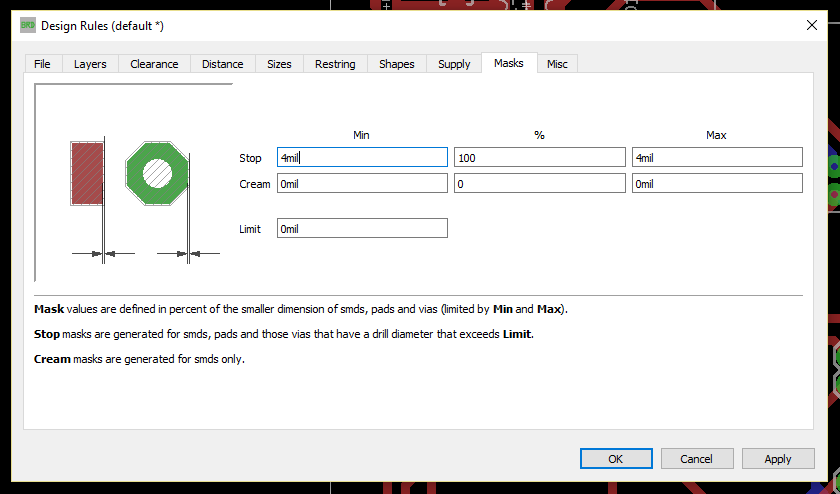 Design Rules (default *)
File Layers Clearance Distance Sizes Restring Shapes Supply Masks Misc
Min % Max
Stop 4mil 100 4mil
Cream 0mil 0 0mil
Limit 0mil
Mask values are defined in percent of the smaller dimension of smds, pads and vias (limited by Min and Max).
Stop masks are generated for smds, pads and those vias that have a drill diameter that exceeds Limit.
Cream masks are generated for smds only.
OK Cancel Apply